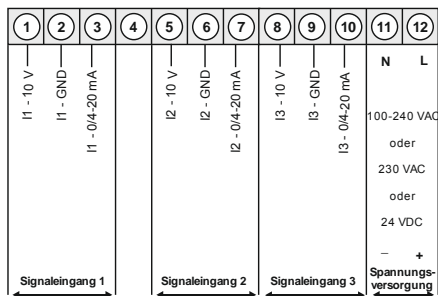 1 2 3 4 5 6 7 8 9 10 11 12
I1 - 10 V
I1 - GND
I1 - 0/4-20 mA
I2 - 10 V
I2 - GND
I2 - 0/4-20 mA
I3 - 10 V
I3 - GND
I3 - 0/4-20 mA
N L
100-240 VAC
oder
230 VAC
oder
24 VDC
– +
Signaleingang 1
Signaleingang 2
Signaleingang 3
Spannungs-
versorgung